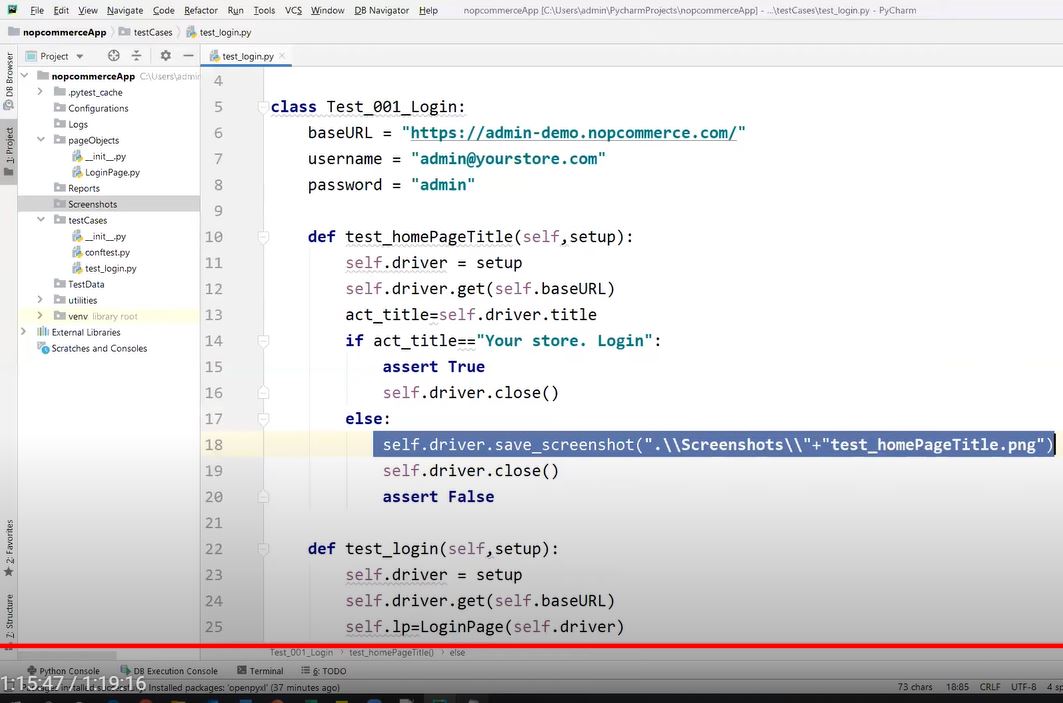 File Edit View Navigate Code Refactor Run Tools VCS Window DB Navigator Help nopcommerceApp [C:\Users\admin\PycharmProjects\nopcommerceApp] - ...\testCases\test_login.py - PyCharm
nopcommerceApp testCases test_login.py
Project
test_login.py
DB Browser
1: Project
2: Favorites
7: Structure
nopcommerceApp C:\Users\admin
.pytest_cache
Configurations
Logs
pageObjects
__init__.py
LoginPage.py
Reports
Screenshots
testCases
__init__.py
conftest.py
test_login.py
TestData
utilities
venv library root
External Libraries
Scratches and Consoles
4
5 class Test_001_Login:
6 baseURL = "https://admin-demo.nopcommerce.com/"
7 username = "admin@yourstore.com"
8 password = "admin"
9
10 def test_homePageTitle(self,setup):
11 self.driver = setup
12 self.driver.get(self.baseURL)
13 act_title=self.driver.title
14 if act_title=="Your store. Login":
15 assert True
16 self.driver.close()
17 else:
18 self.driver.save_screenshot(".\\Screenshots\\"+"test_homePageTitle.png")
19 self.driver.close()
20 assert False
21
22 def test_login(self,setup):
23 self.driver = setup
24 self.driver.get(self.baseURL)
25 self.lp=LoginPage(self.driver)
Test_001_Login test_homePageTitle() else
Python Console DB Execution Console Terminal 6: TODO
1:15:47 / 1:19:16
Installed packages: 'openpyxl' (37 minutes ago) 73 chars 18:85 CRLF UTF-8